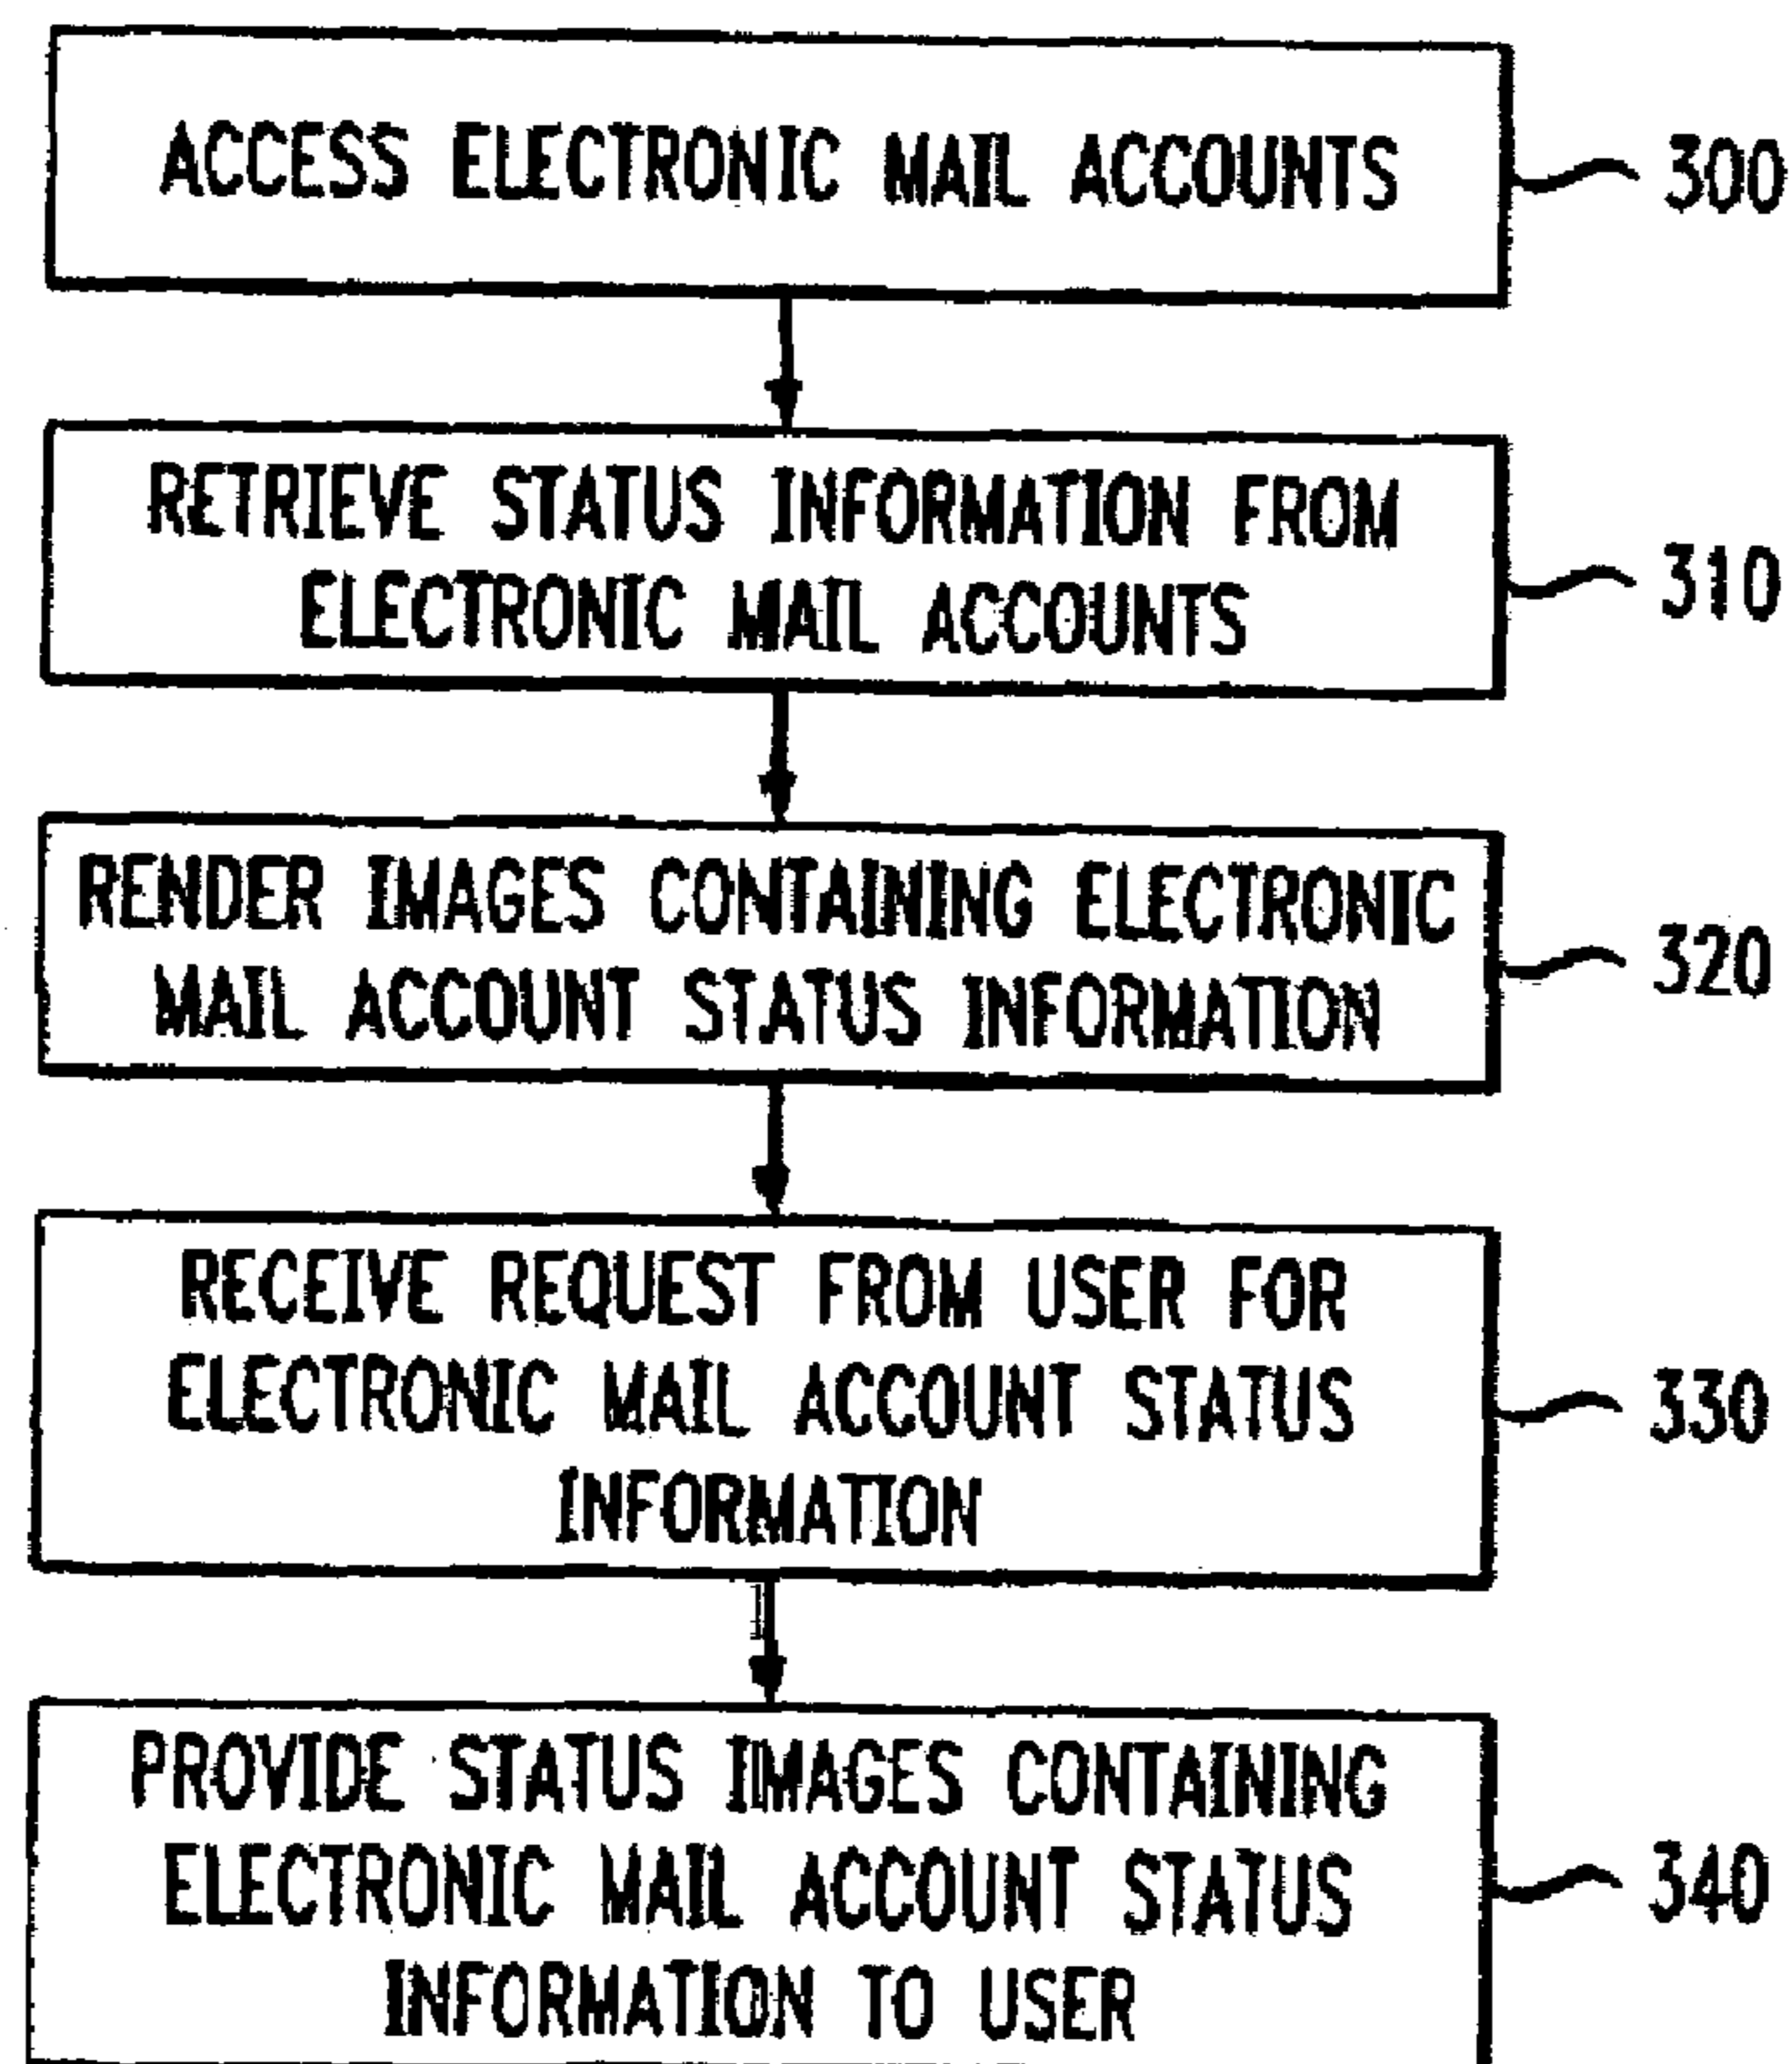 ACCESS ELECTRONIC MAIL ACCOUNTS
300
RETRIEVE STATUS INFORMATION FROM
ELECTRONIC MAIL ACCOUNTS
310
RENDER IMAGES CONTAINING ELECTRONIC
MAIL ACCOUNT STATUS INFORMATION
320
RECEIVE REQUEST FROM USER FOR
ELECTRONIC MAIL ACCOUNT STATUS
INFORMATION
330
PROVIDE STATUS IMAGES CONTAINING
ELECTRONIC MAIL ACCOUNT STATUS
INFORMATION TO USER
340